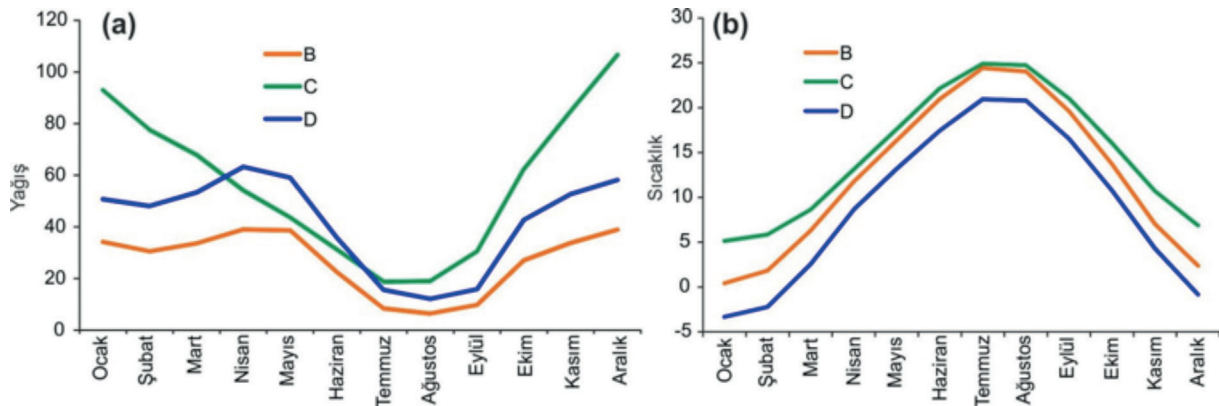 (a)
120
100
80
60
40
20
0
Yağış
B
C
D
Ocak
Şubat
Mart
Nisan
Mayıs
Haziran
Temmuz
Ağustos
Eylül
Ekim
Kasım
Aralık
(b)
30
25
20
15
10
5
0
-5
Sıcaklık
B
C
D
Ocak
Şubat
Mart
Nisan
Mayıs
Haziran
Temmuz
Ağustos
Eylül
Ekim
Kasım
Aralık